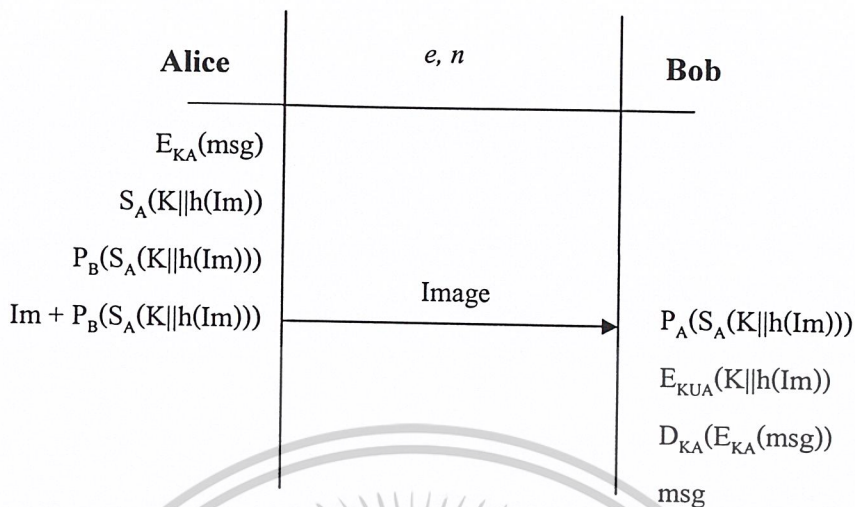 Alice
e, n
Bob
E_KA(msg)
S_A(K||h(Im))
P_B(S_A(K||h(Im)))
Im + P_B(S_A(K||h(Im)))
Image
P_A(S_A(K||h(Im)))
E_KUA(K||h(Im))
D_KA(E_KA(msg))
msg